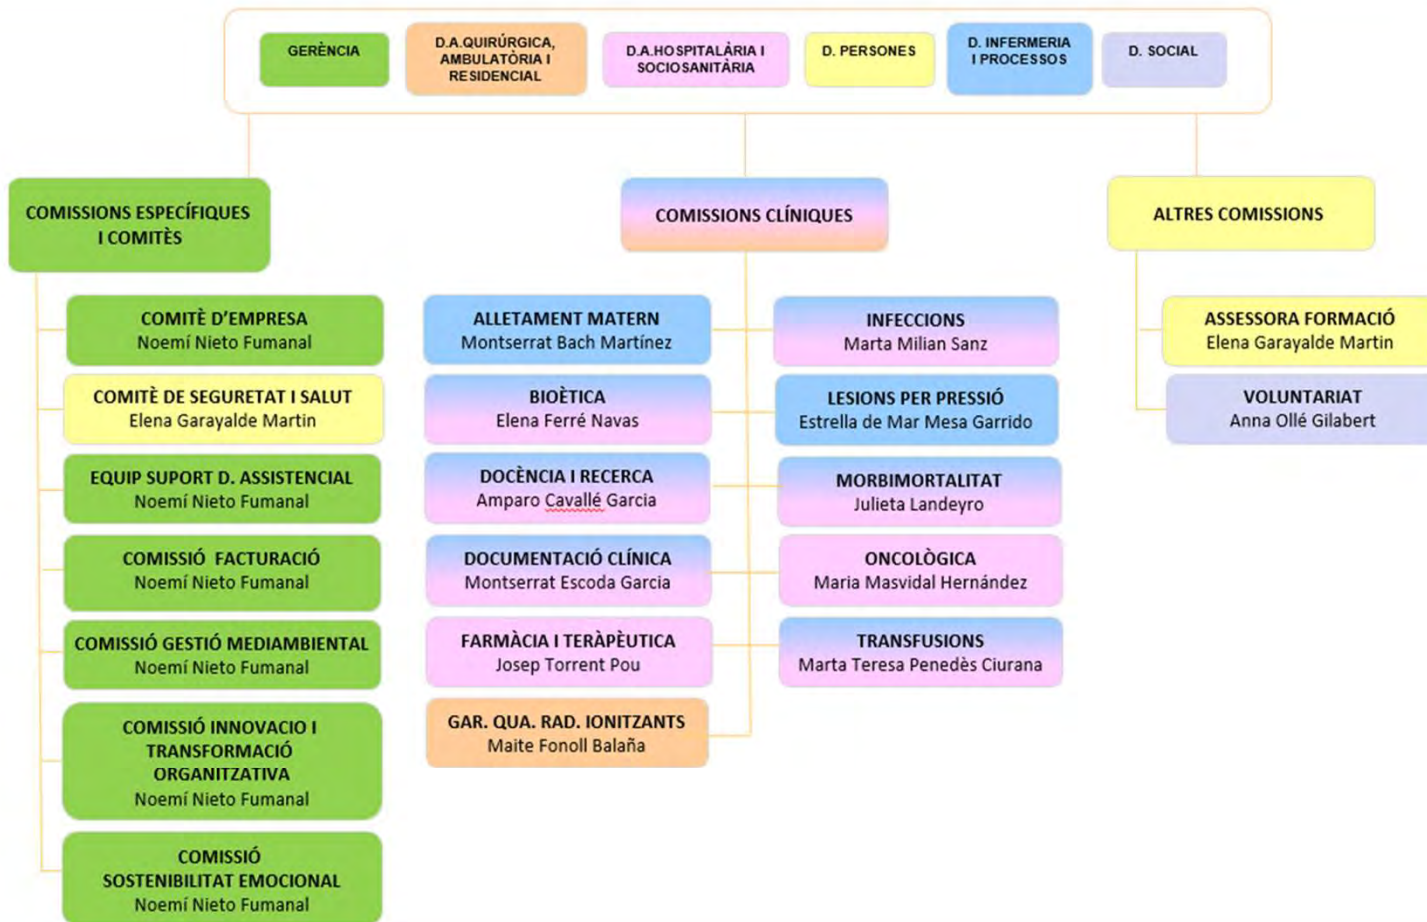 GERÈNCIA
D.A.QUIRÚRGICA,
AMBULATÒRIA I
RESIDENCIAL
D.A.HOSPITALÀRIA I
SOCIOSANITÀRIA
D. PERSONES
D. INFERMERIA
I PROCESSOS
D. SOCIAL
COMISSIONS ESPECÍFIQUES
I COMITÈS
COMITÈ D'EMPRESA
Noemí Nieto Fumanal
COMITÈ DE SEGURETAT I SALUT
Elena Garayalde Martin
EQUIP SUPORT D. ASSISTENCIAL
Noemí Nieto Fumanal
COMISSIÓ FACTURACIÓ
Noemí Nieto Fumanal
COMISSIÓ GESTIÓ MEDIAMBIENTAL
Noemí Nieto Fumanal
COMISSIÓ INNOVACIO I
TRANSFORMACIÓ
ORGANITZATIVA
Noemí Nieto Fumanal
COMISSIÓ
SOSTENIBILITAT EMOCIONAL
Noemí Nieto Fumanal
COMISSIONS CLÍNIQUES
ALLETAMENT MATERN
Montserrat Bach Martínez
BIOÈTICA
Elena Ferré Navas
DOCÈNCIA I RECERCA
Amparo Cavallé Garcia
DOCUMENTACIÓ CLÍNICA
Montserrat Escoda Garcia
FARMÀCIA I TERÀPÈUTICA
Josep Torrent Pou
GAR. QUA. RAD. IONITZANTS
Maite Fonoll Balaña
INFECCIONS
Marta Milian Sanz
LESIONS PER PRESSIÓ
Estrella de Mar Mesa Garrido
MORBIMORTALITAT
Julieta Landeyro
ONCOLÒGICA
Maria Masvidal Hernández
TRANSFUSIONS
Marta Teresa Penedès Ciurana
ALTRES COMISSIONS
ASSESSORA FORMACIÓ
Elena Garayalde Martin
VOLUNTARIAT
Anna Ollé Gilabert